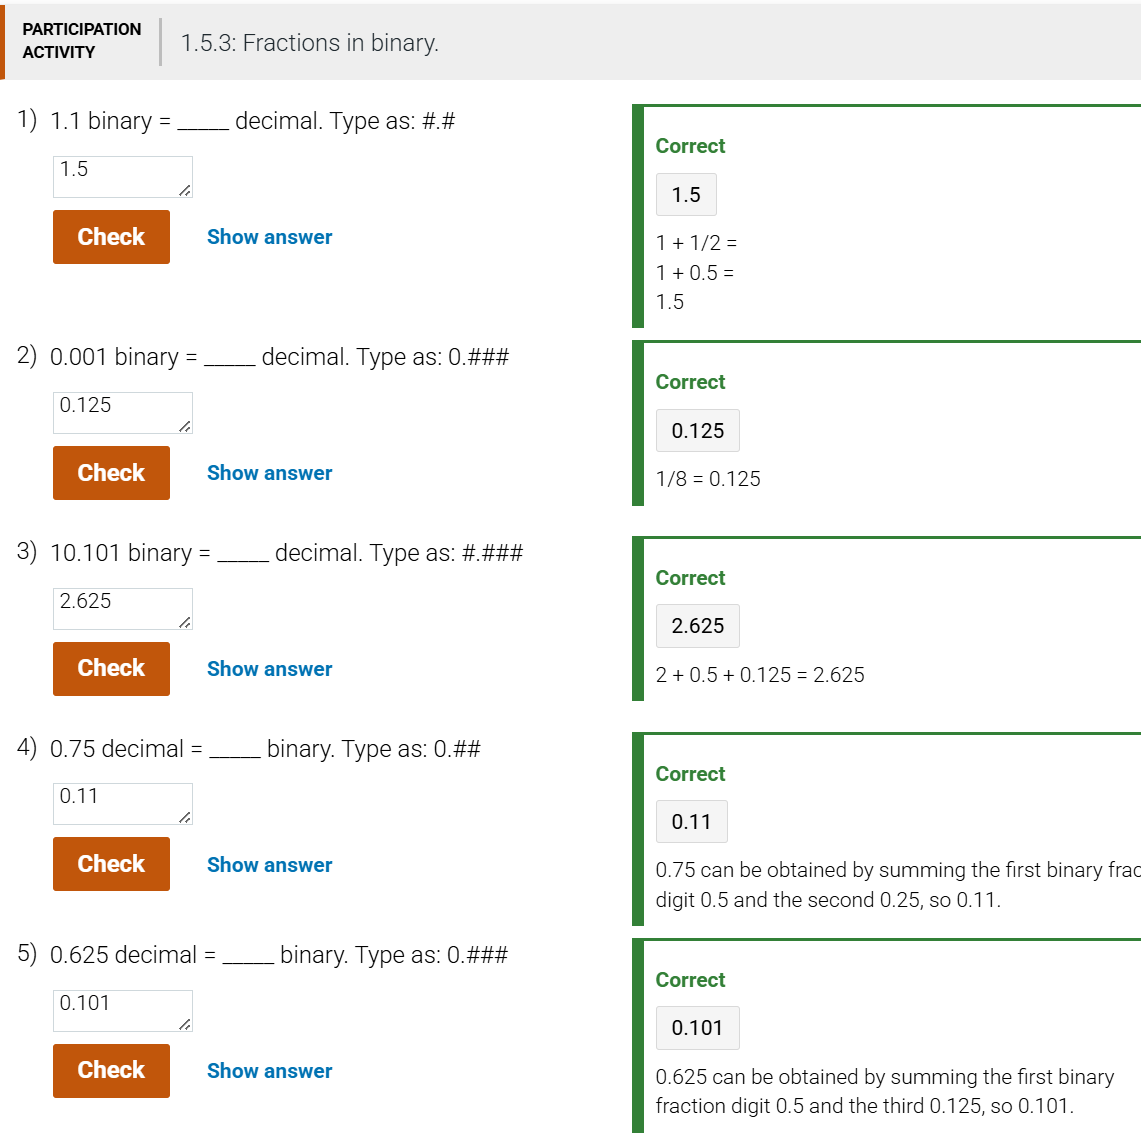 PARTICIPATION
ACTIVITY
1.5.3: Fractions in binary.
1) 1.1 binary = _____ decimal. Type as: #.#
1.5
Check
Show answer
Correct
1.5
1 + 1/2 =
1 + 0.5 =
1.5
2) 0.001 binary = _____ decimal. Type as: 0.###
0.125
Check
Show answer
Correct
0.125
1/8 = 0.125
3) 10.101 binary = _____ decimal. Type as: #.###
2.625
Check
Show answer
Correct
2.625
2 + 0.5 + 0.125 = 2.625
4) 0.75 decimal = _____ binary. Type as: 0.##
0.11
Check
Show answer
Correct
0.11
0.75 can be obtained by summing the first binary frac
digit 0.5 and the second 0.25, so 0.11.
5) 0.625 decimal = _____ binary. Type as: 0.###
0.101
Check
Show answer
Correct
0.101
0.625 can be obtained by summing the first binary
fraction digit 0.5 and the third 0.125, so 0.101.